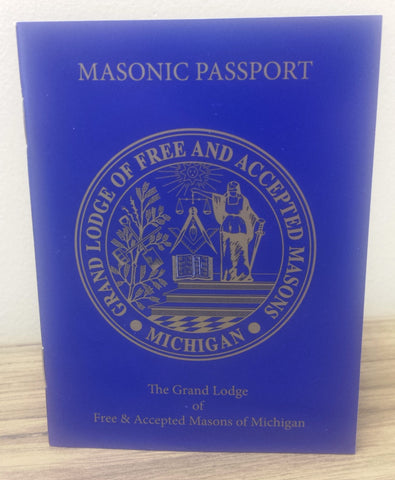 MASONIC PASSPORT
GRAND LODGE OF FREE AND ACCEPTED MASONS
• MICHIGAN •
The Grand Lodge
of
Free & Accepted Masons of Michigan